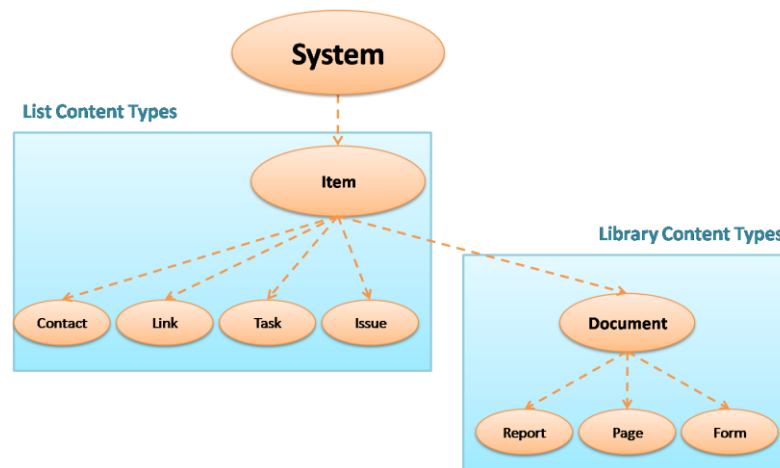 System
List Content Types
Item
Library Content Types
Contact
Link
Task
Issue
Document
Report
Page
Form